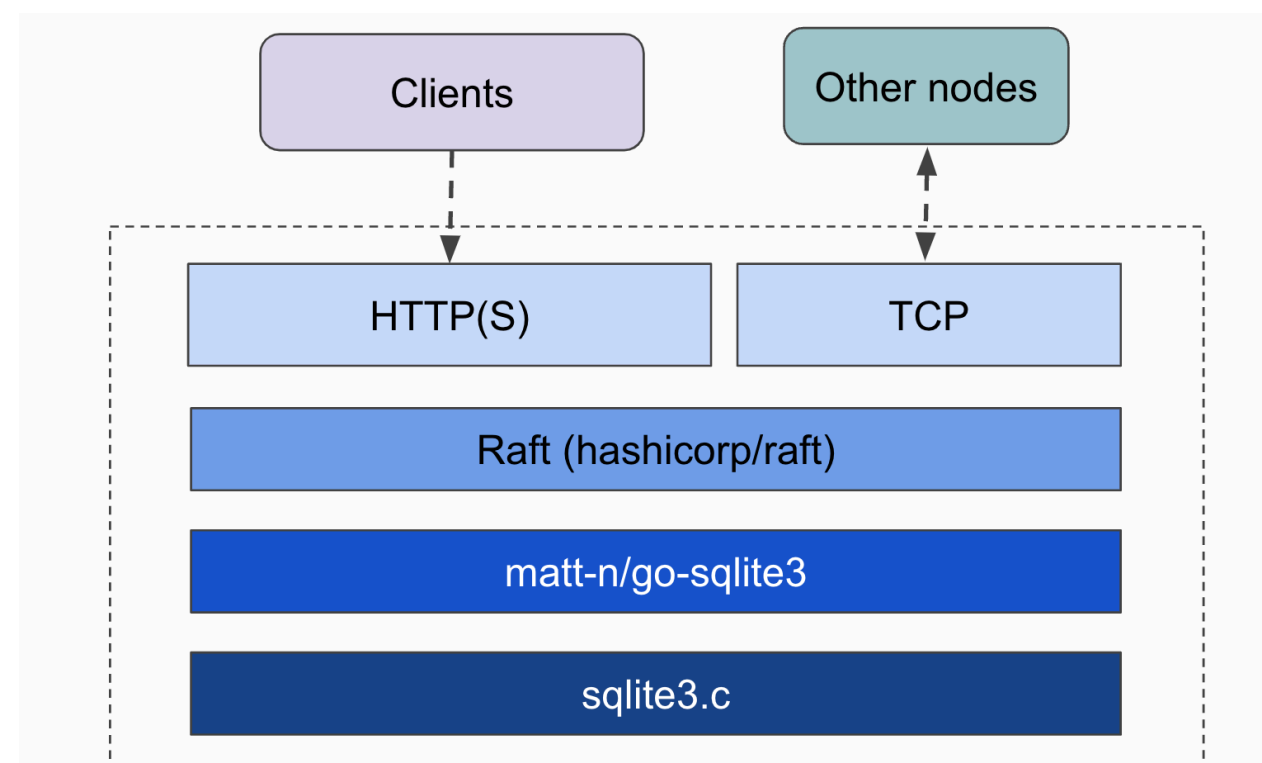 Clients
Other nodes
HTTP(S)
TCP
Raft (hashicorp/raft)
matt-n/go-sqlite3
sqlite3.c